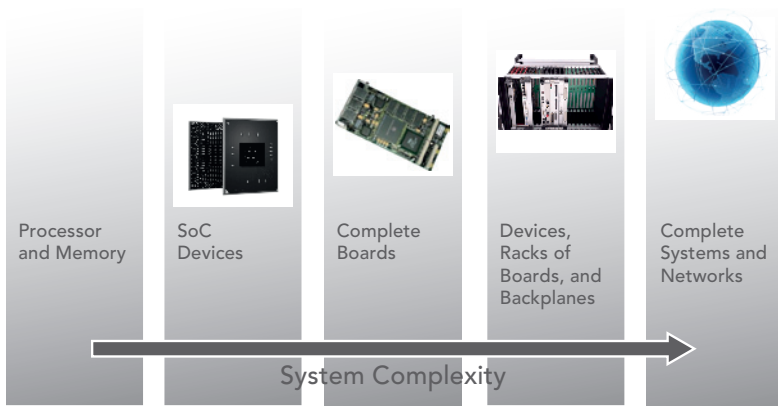 Processor
and Memory
SoC
Devices
Complete
Boards
Devices,
Racks of
Boards, and
Backplanes
Complete
Systems and
Networks
System Complexity